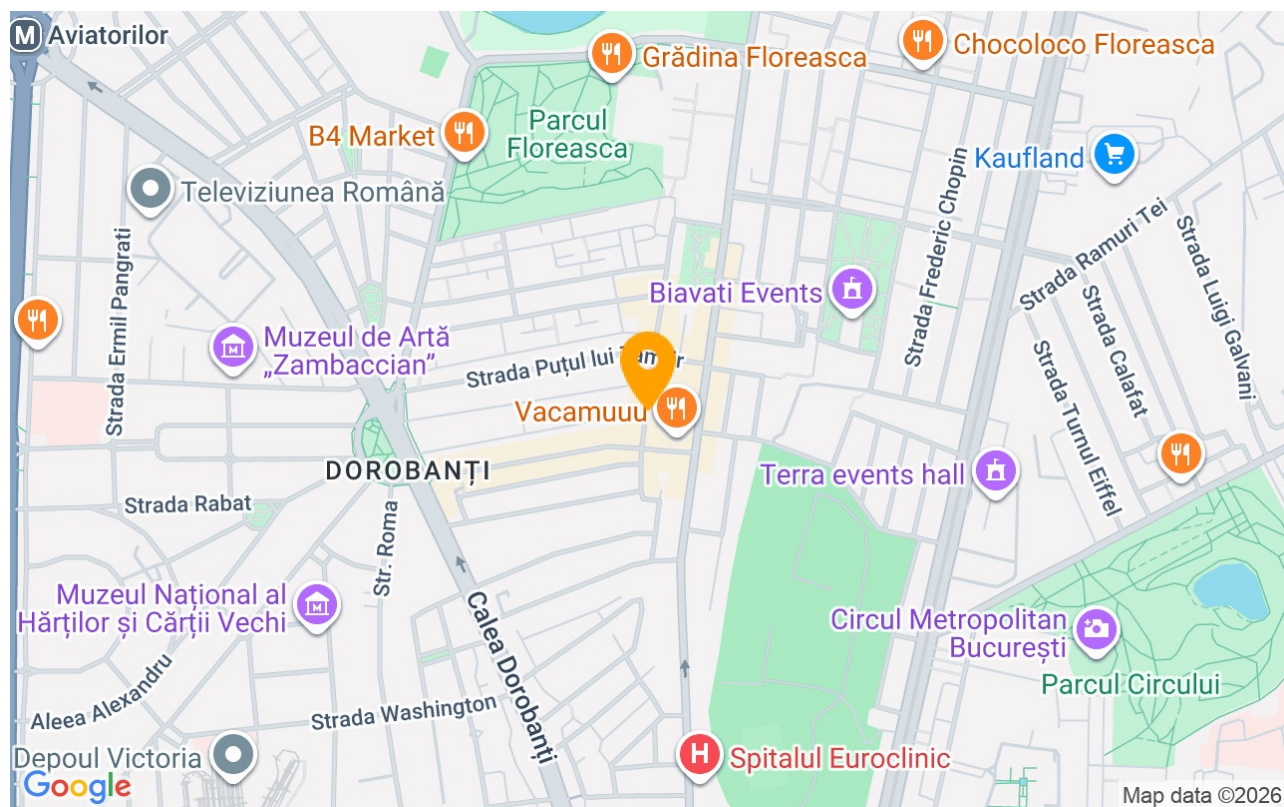 M Aviatorilor
Grădina Floreasca
Chocoloco Floreasca
B4 Market
Parcul
Floreasca
Kaufland
Televiziunea Română
Strada Ermil Pangrati
Strada Frederic Chopin
Strada Ramuri Tei
Strada Luigi Galvani
Strada Calafat
Strada Turnul Eiffel
Biavati Events
Muzeul de Artă
„Zambaccian”
Strada Puțul lui
Vacamuuu
DOROBANȚI
Terra events hall
Strada Rabat
Str. Roma
Muzeul Național al
Hărților și Cărții Vechi
Calea Dorobanți
Circul Metropolitan
București
Parcul Circului
Aleea Alexandru
Strada Washington
Depoul Victoria
H Spitalul Euroclinic
Google
Map data ©2026